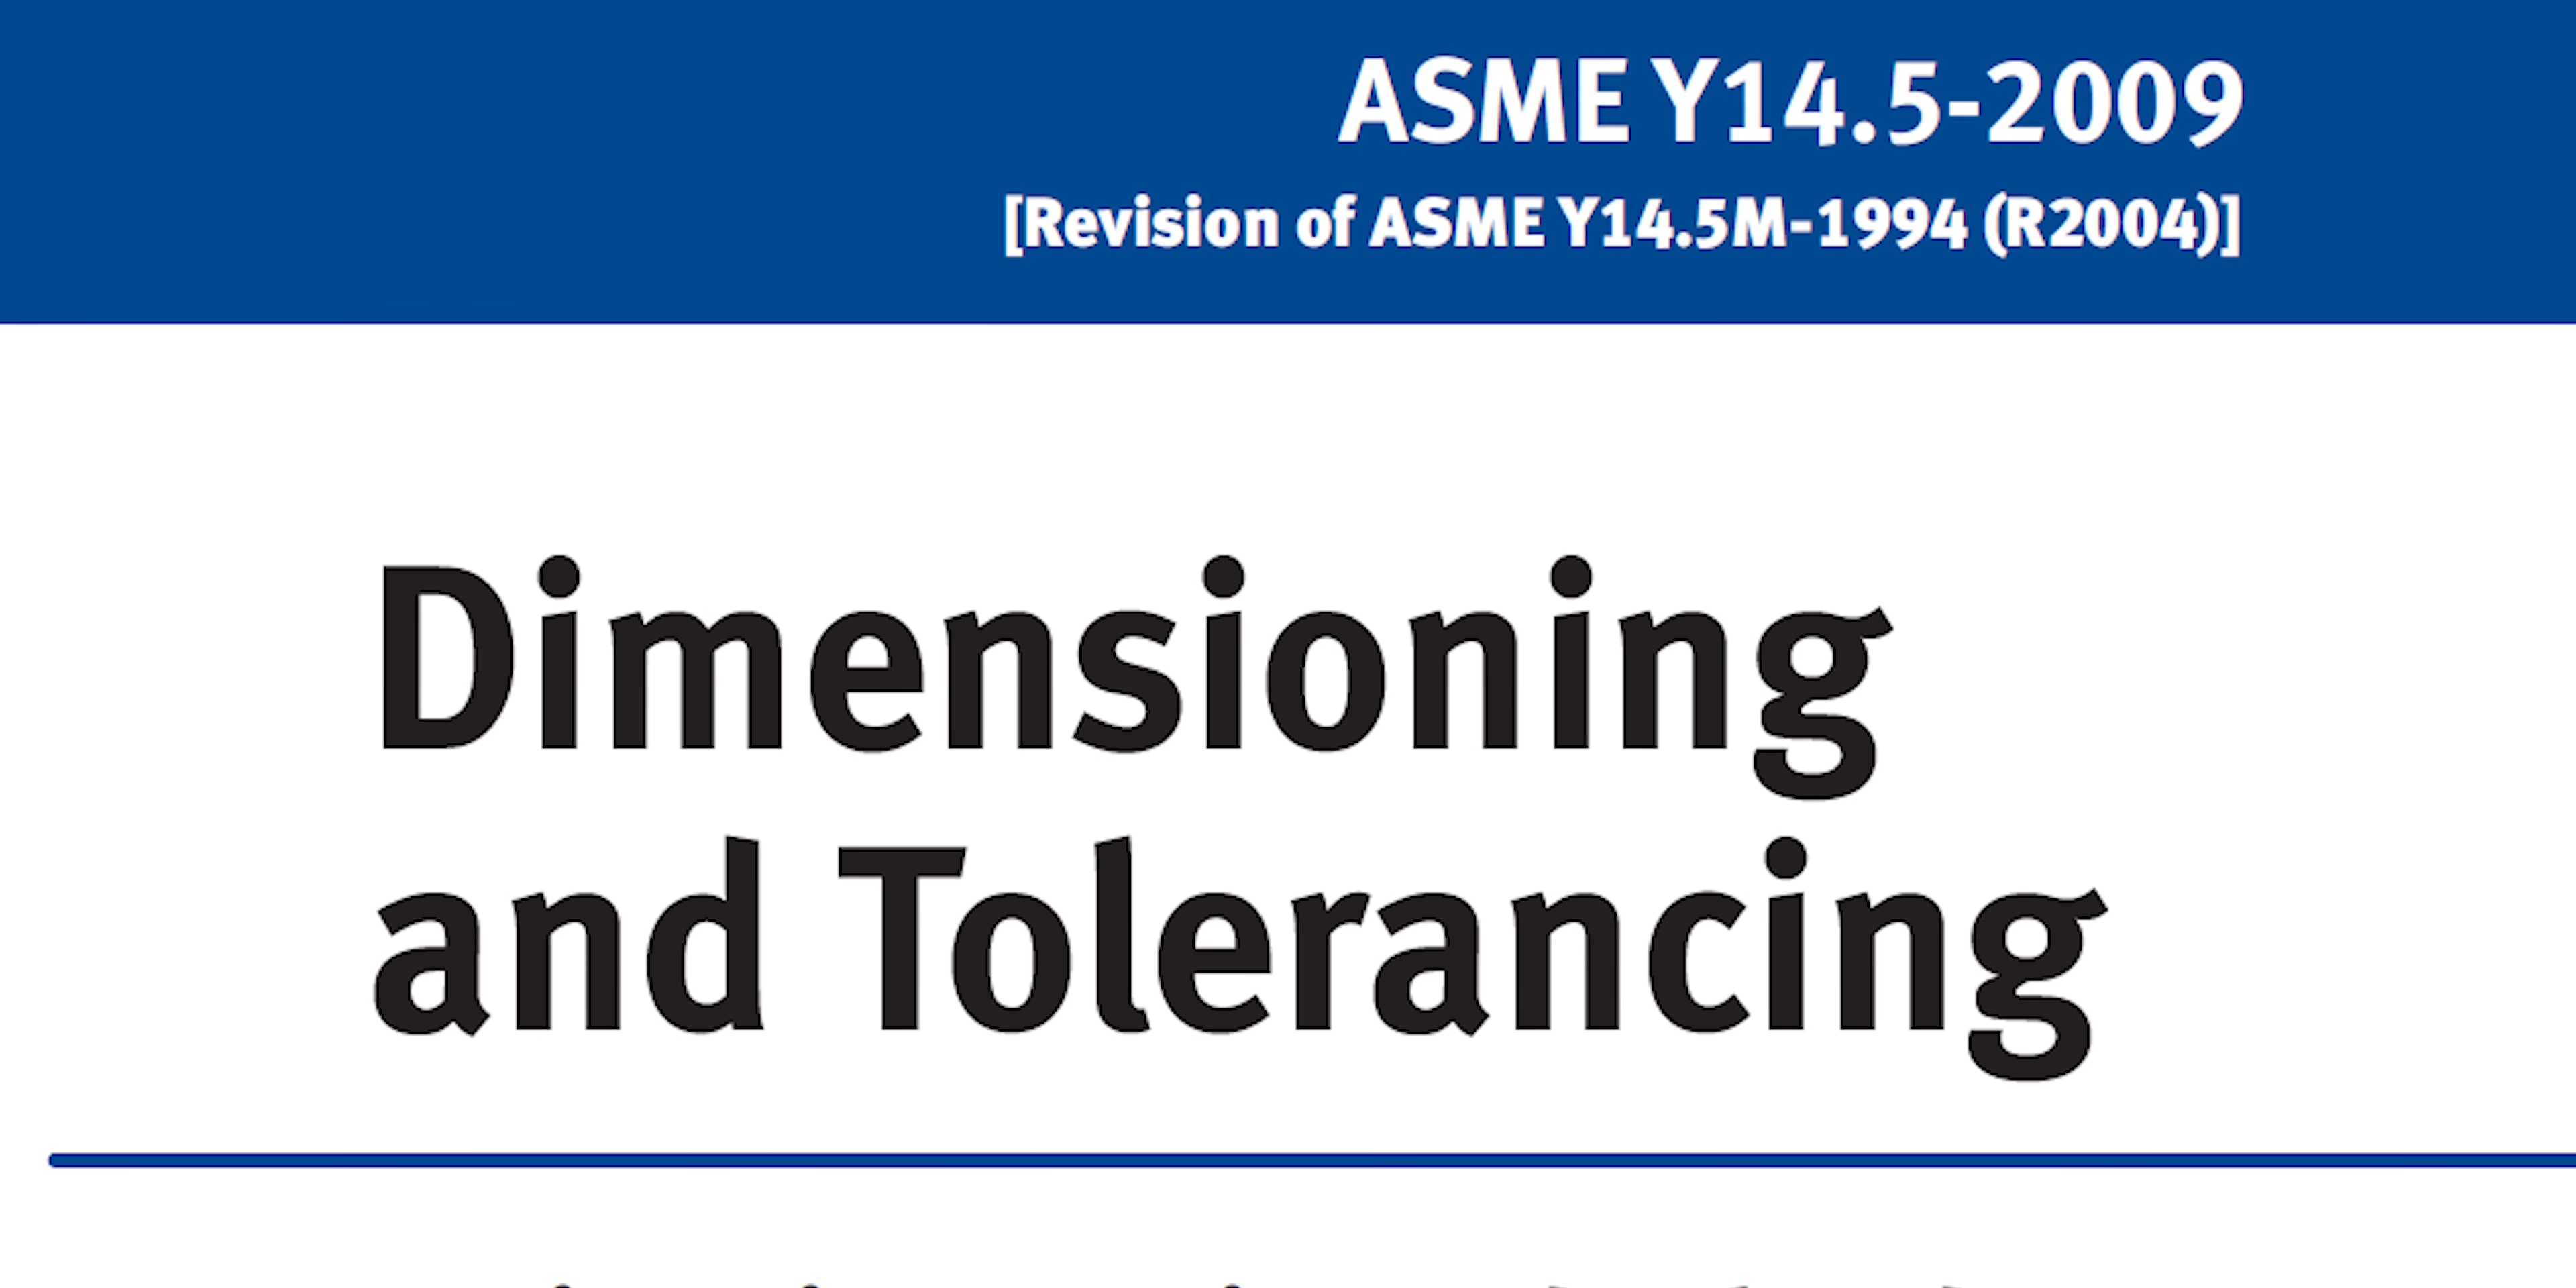 ASME Y14.5-2009
[Revision of ASME Y14.5M-1994 (R2004)]
Dimensioning
and Tolerancing